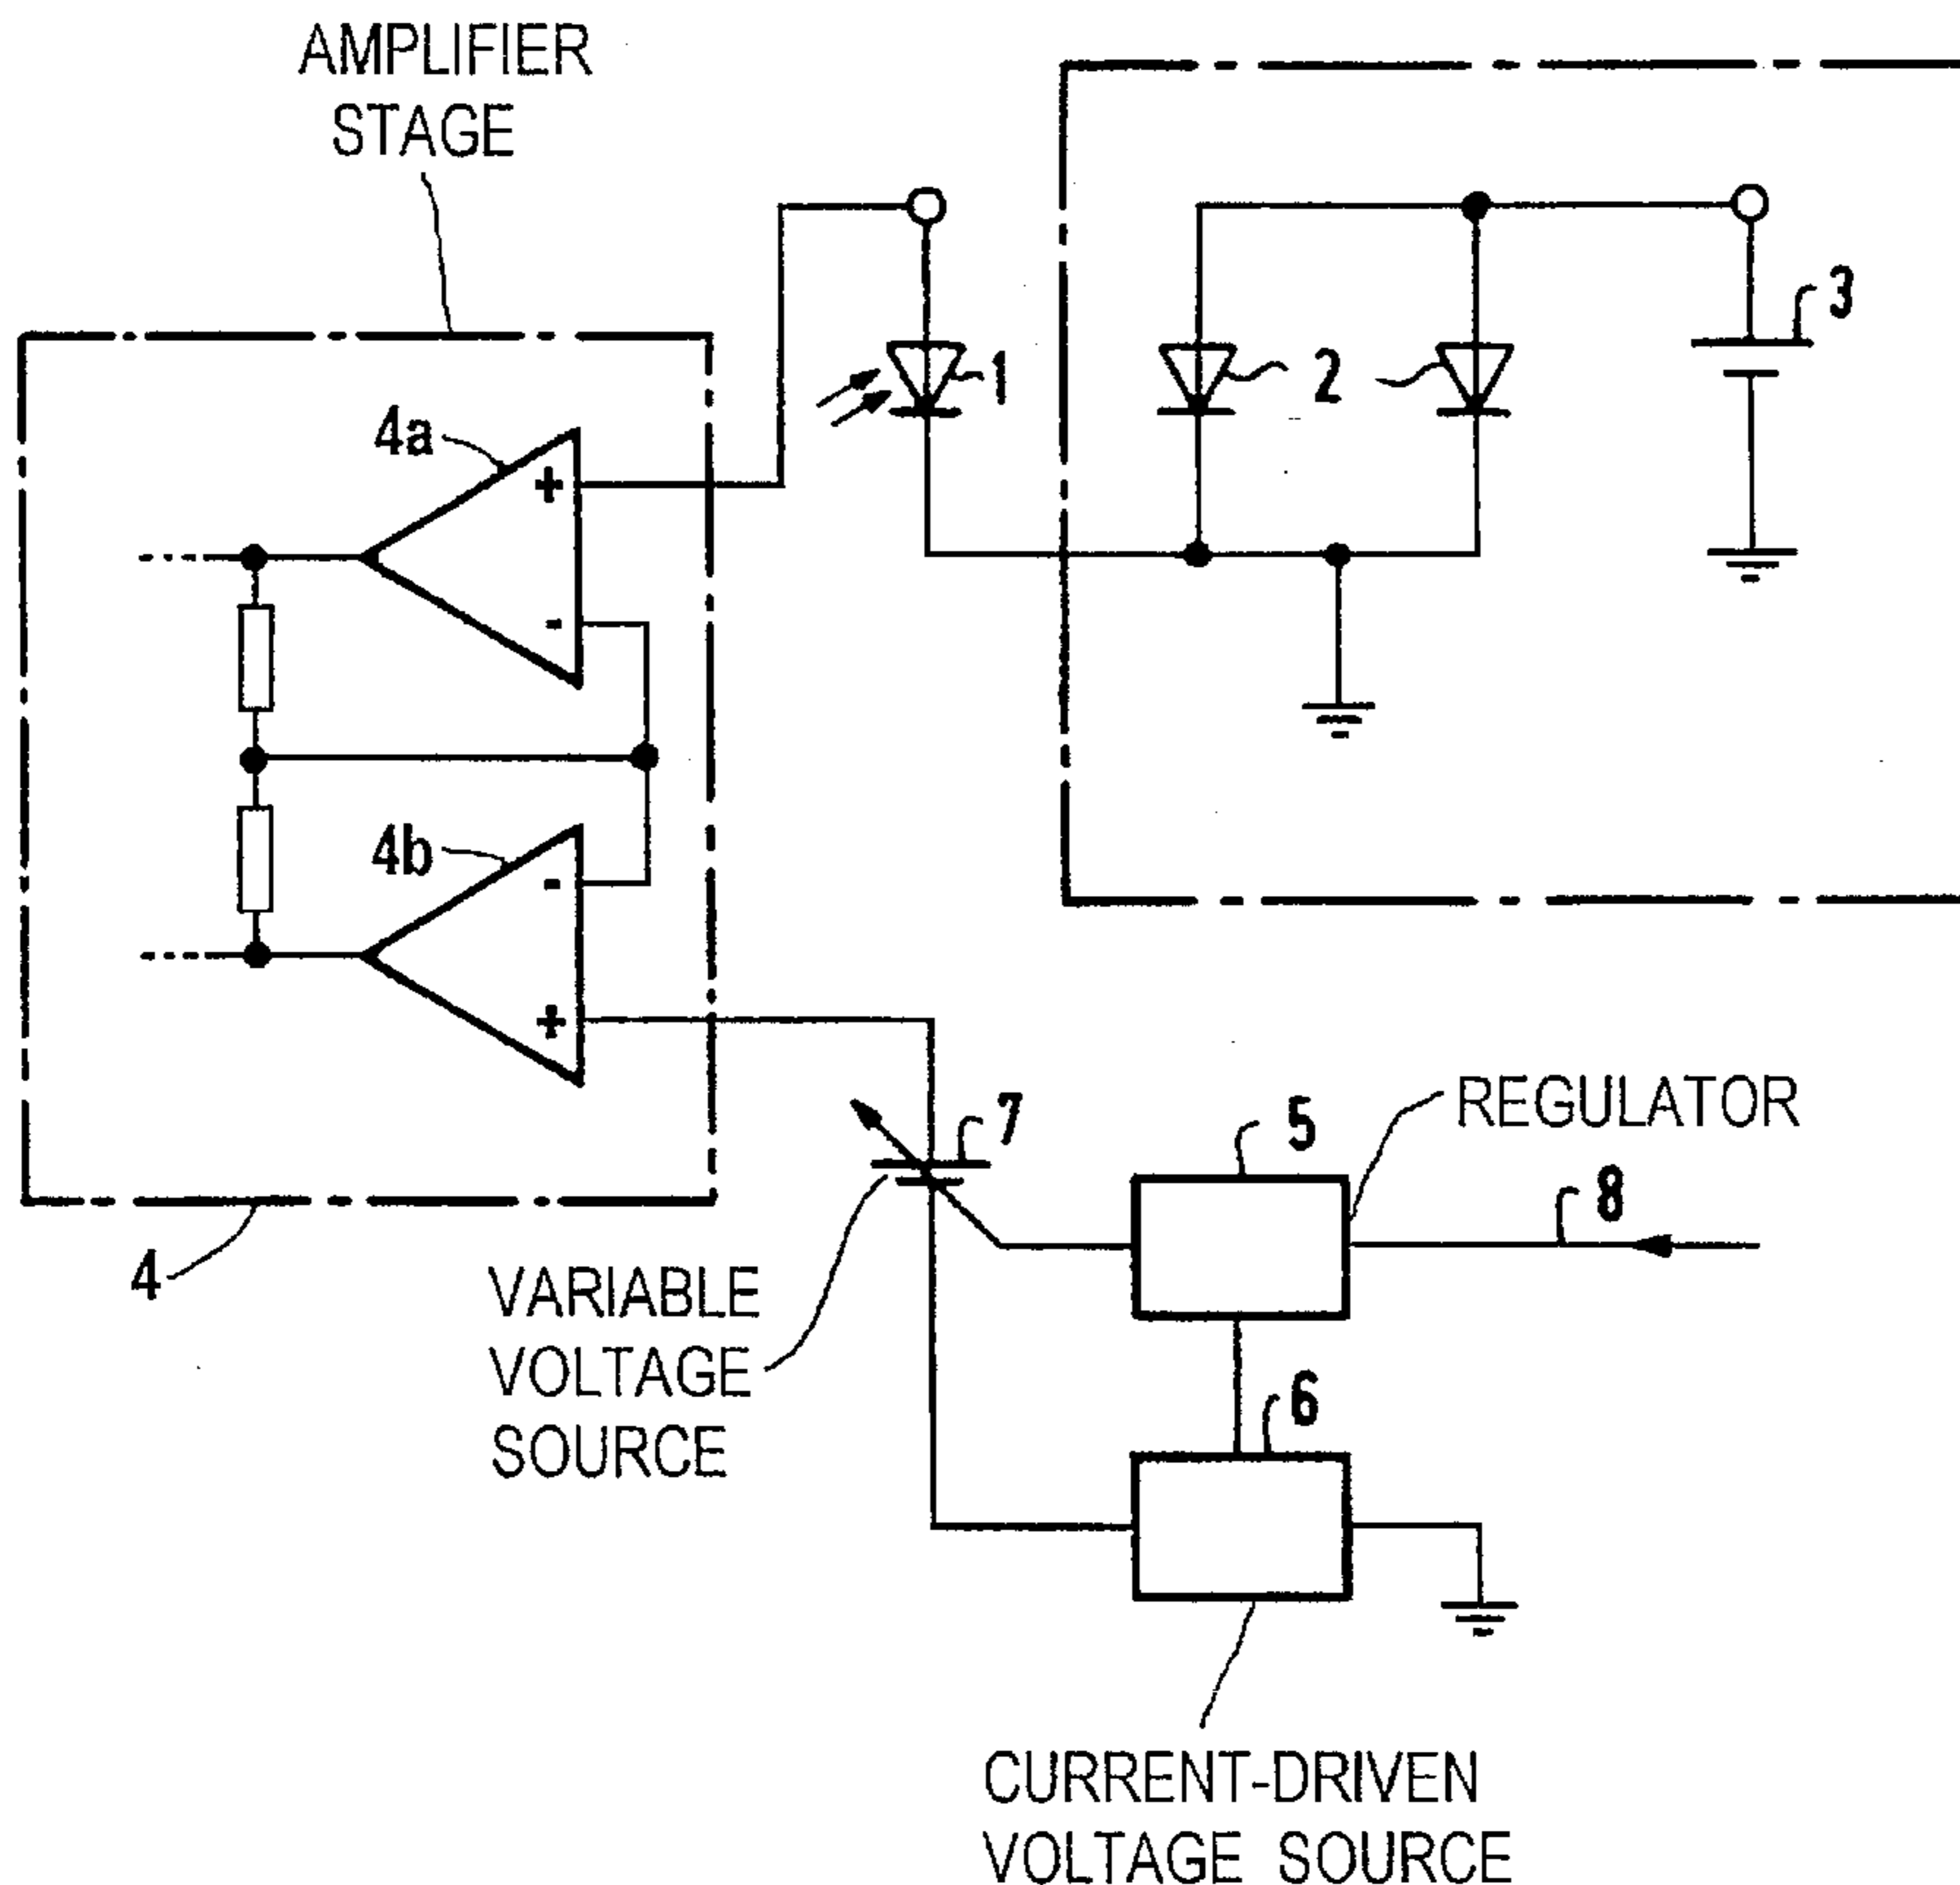 AMPLIFIER
STAGE
3
1
2
4a
+
-
4b
-
+
7
5
REGULATOR
8
4
VARIABLE
VOLTAGE
SOURCE
6
CURRENT-DRIVEN
VOLTAGE SOURCE